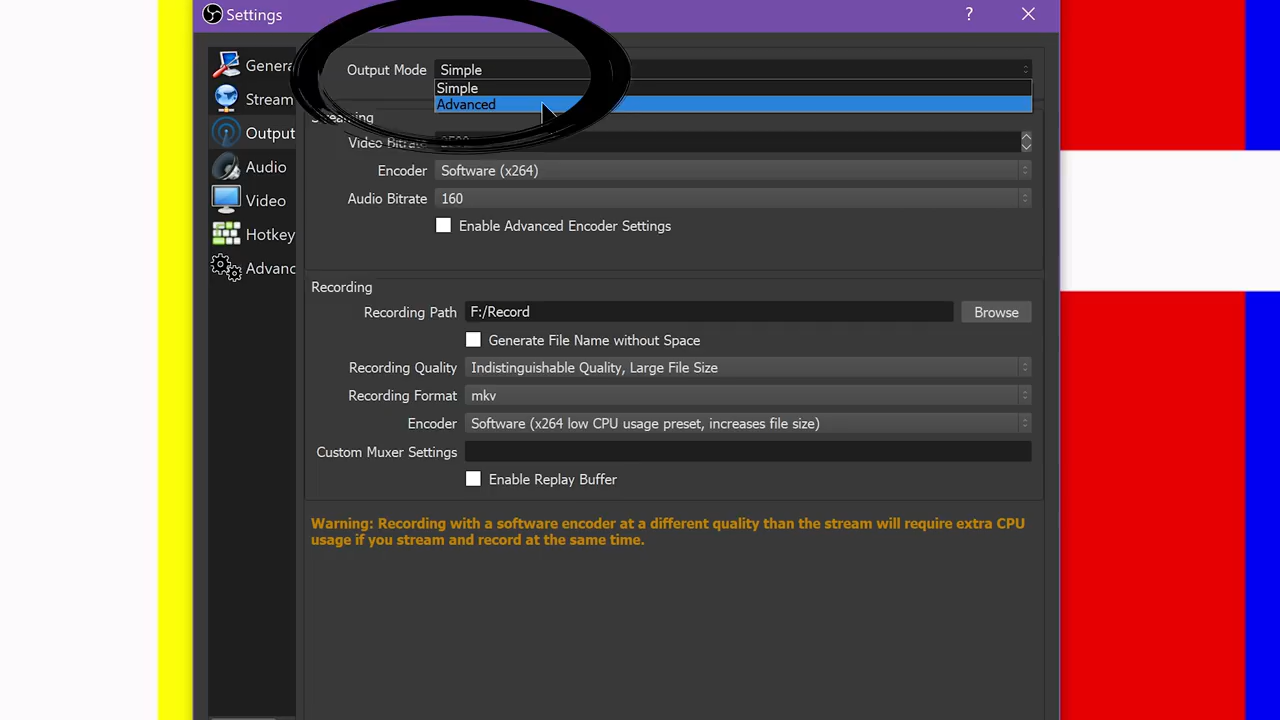 Settings
?
Genera
Stream
Output
Audio
Video
Hotkey
Advanc
Output Mode Simple
Simple
Advanced
Streaming
Video Bitrate
Encoder Software (x264)
Audio Bitrate 160
Enable Advanced Encoder Settings
Recording
Recording Path F:/Record Browse
Generate File Name without Space
Recording Quality Indistinguishable Quality, Large File Size
Recording Format mkv
Encoder Software (x264 low CPU usage preset, increases file size)
Custom Muxer Settings
Enable Replay Buffer
Warning: Recording with a software encoder at a different quality than the stream will require extra CPU
usage if you stream and record at the same time.